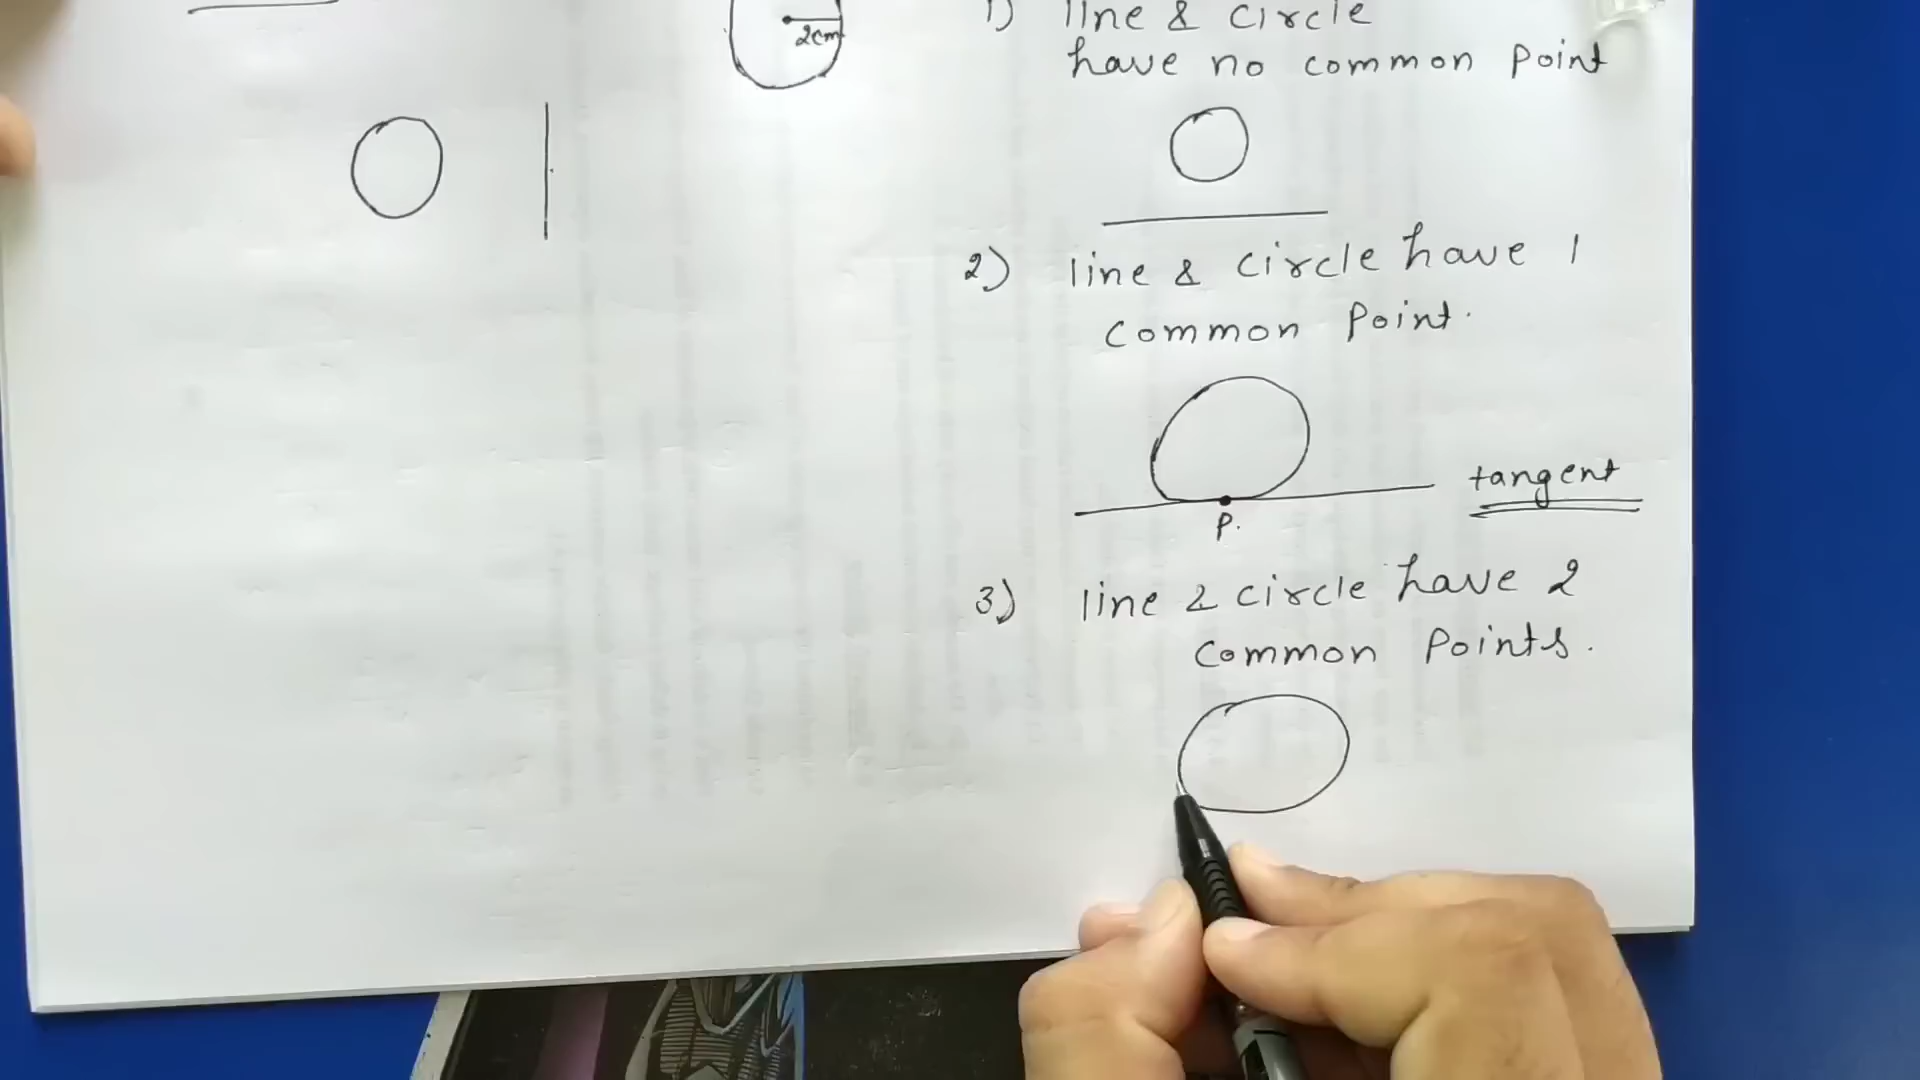 2cm
1) line & circle
have no common point
2) line & circle have 1
common Point.
tangent
P.
3) line & circle have 2
common Points.